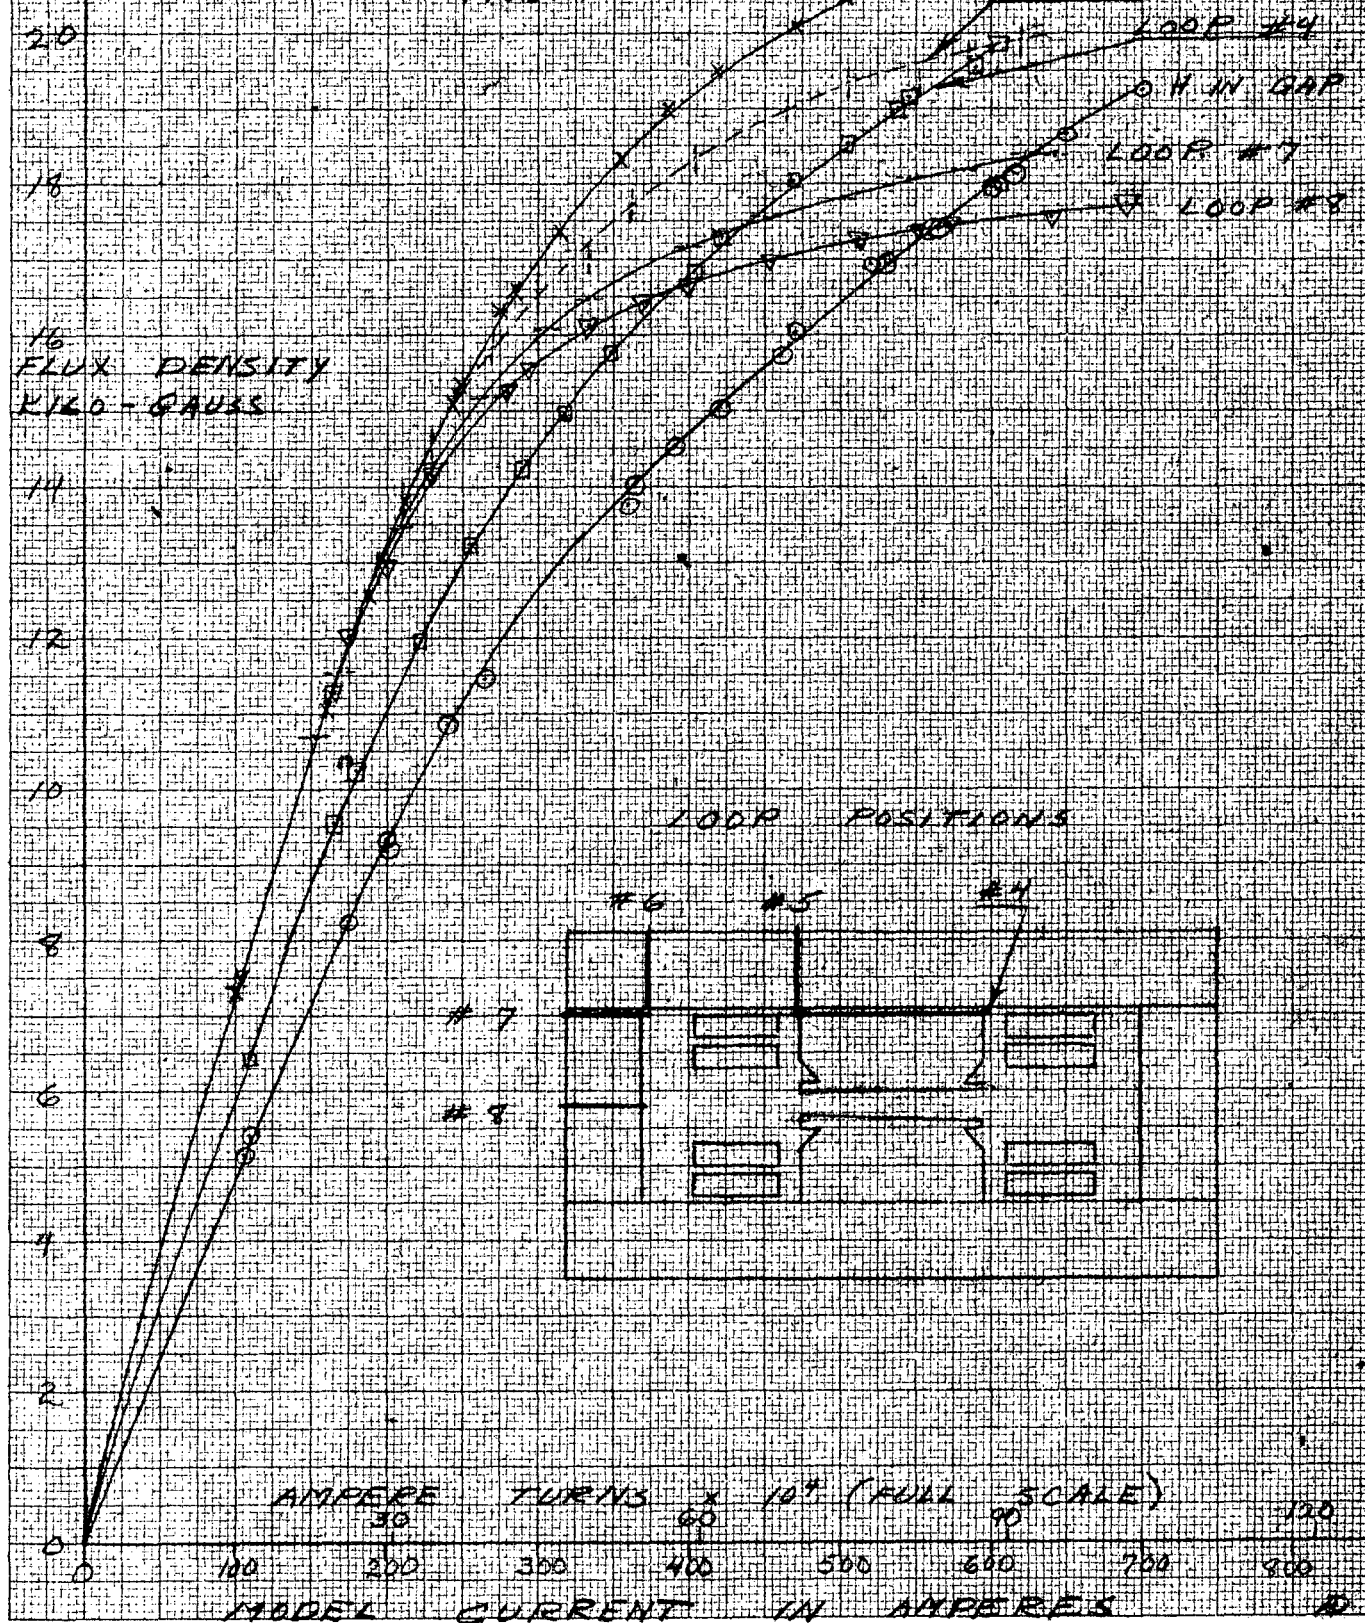 20
LOOP #4
H IN GAP
LOOP #7
18
LOOP #8
16
FLUX DENSITY
KILO-GAUSS
14
12
10
LOOP POSITIONS
#6 #5 #4
8
#7
6
#8
4
2
AMPERE TURNS x 10⁴ (FULL SCALE)
30 60 90 120
0
0 100 200 300 400 500 600 700 800
MODEL CURRENT IN AMPERES